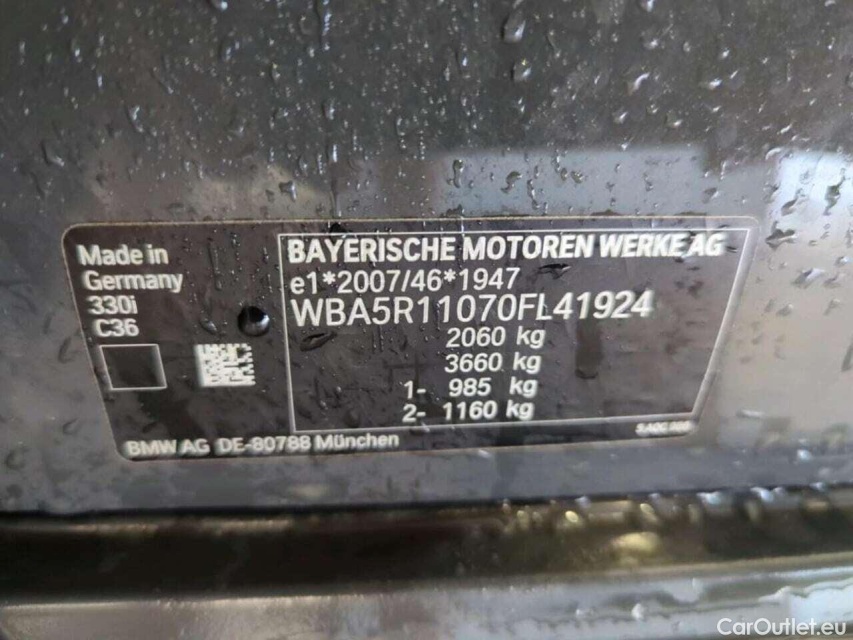 Made in
Germany
330i
C36
BAYERISCHE MOTOREN WERKE AG
e1*2007/46*1947
WBA5R11070FL41924
2060 kg
3660 kg
1- 985 kg
2- 1160 kg
BMW AG DE-80788 München
CarOutlet.eu